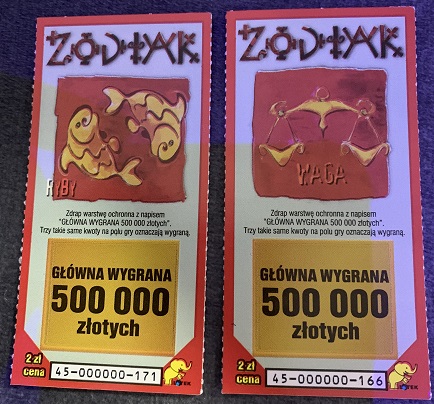 ZODIAK
RYBY
Zdrap warstwę ochronna z napisem
"GŁÓWNA WYGRANA 500 000 złotych".
Trzy takie same kwoty na polu gry oznaczają wygraną.
GŁÓWNA WYGRANA
500 000
złotych
2 zł
cena
45-000000-171
ZODIAK
WAGA
Zdrap warstwę ochronna z napisem
"GŁÓWNA WYGRANA 500 000 złotych".
Trzy takie same kwoty na polu gry oznaczają wygraną.
GŁÓWNA WYGRANA
500 000
złotych
2 zł
cena
45-000000-166